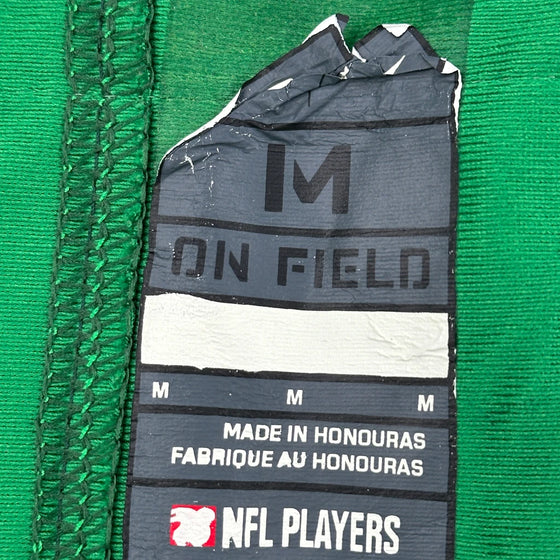 M
ON FIELD
M M M
MADE IN HONOURAS
FABRIQUE AU HONOURAS
NFL PLAYERS